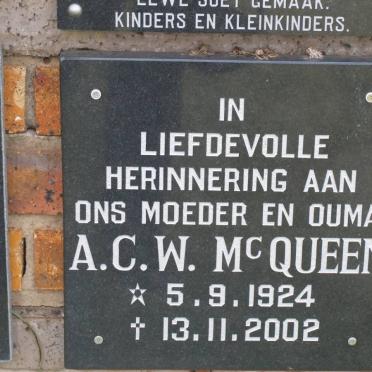 LEWE SOET GEMAAK.
KINDERS EN KLEINKINDERS.
IN
LIEFDEVOLLE
HERINNERING AAN
ONS MOEDER EN OUMA
A.C.W. McQUEEN
☆ 5.9.1924
✝ 13.11.2002